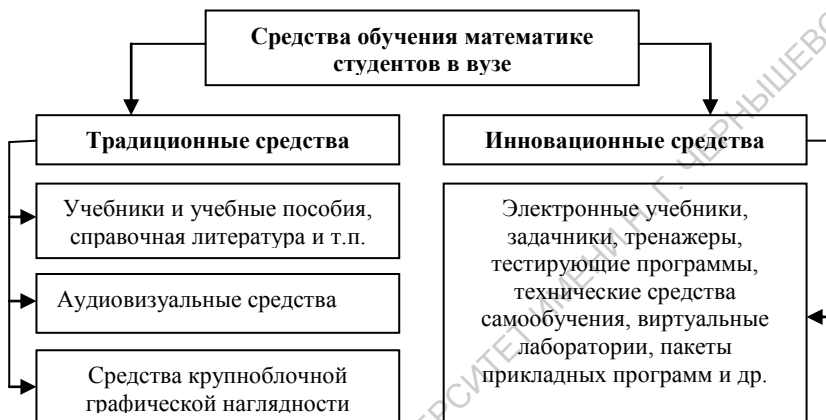 Средства обучения математике
студентов в вузе
Традиционные средства
Инновационные средства
Учебники и учебные пособия,
справочная литература и т.п.
Аудиовизуальные средства
Средства крупноблочной
графической наглядности
Электронные учебники,
задачники, тренажеры,
тестирующие программы,
технические средства
самообучения, виртуальные
лаборатории, пакеты
прикладных программ и др.
ИМЕНИ Н. Г.